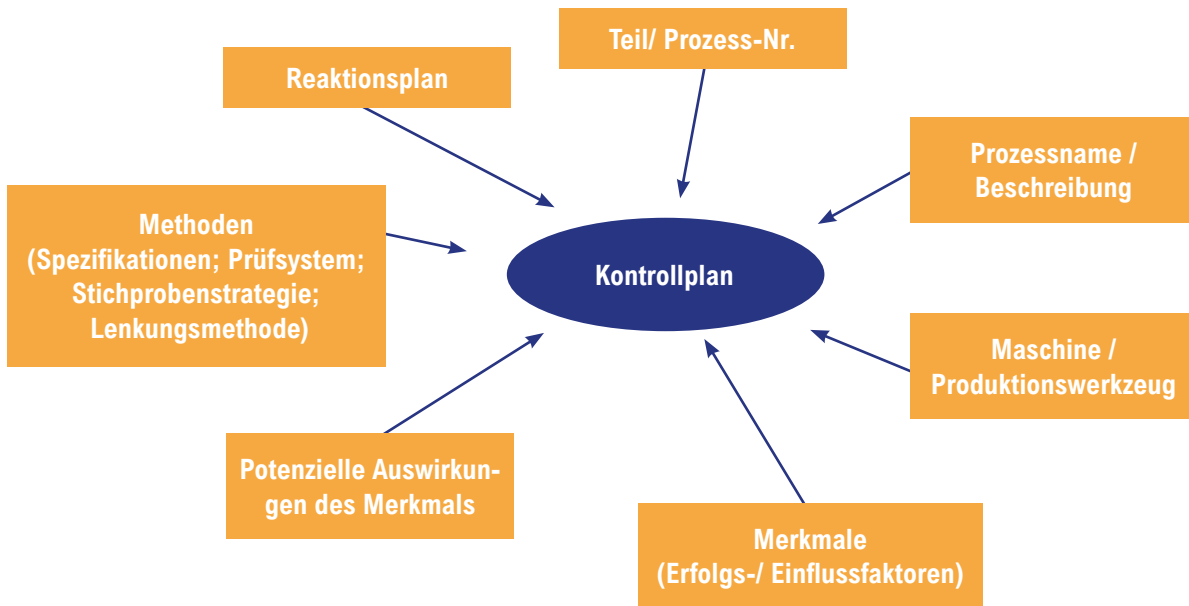 Teil/ Prozess-Nr.
Reaktionsplan
Prozessname /
Beschreibung
Methoden
(Spezifikationen; Prüfsystem;
Stichprobenstrategie;
Lenkungsmethode)
Kontrollplan
Maschine /
Produktionswerkzeug
Potenzielle Auswirkun-
gen des Merkmals
Merkmale
(Erfolgs-/ Einflussfaktoren)